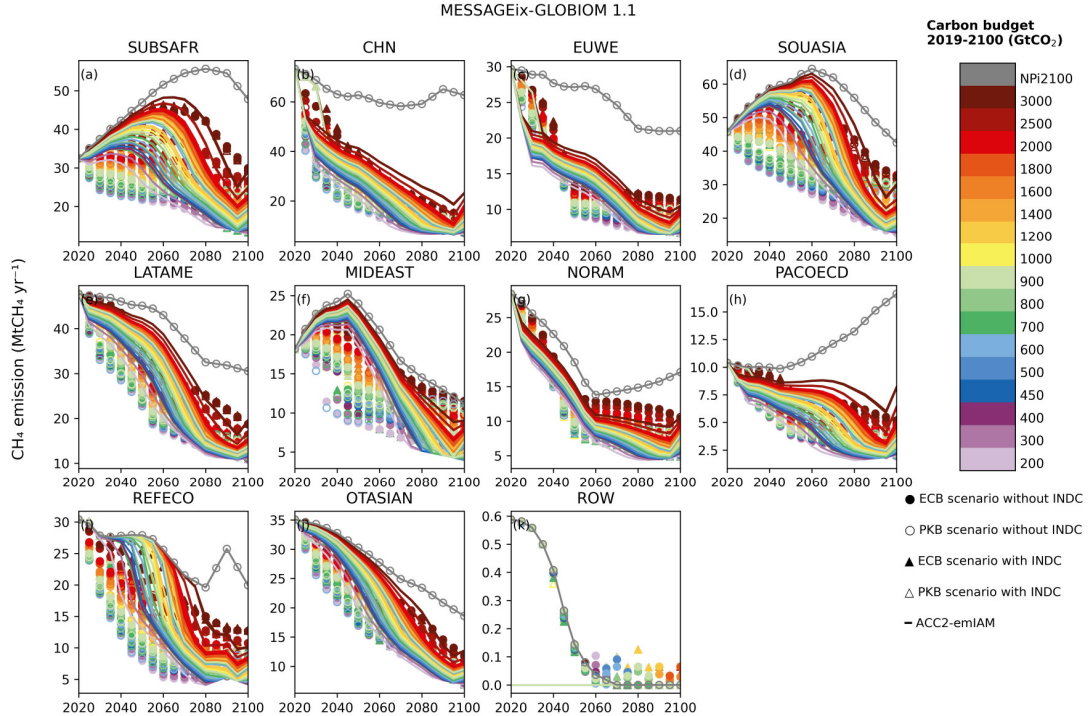 MESSAGEix-GLOBIOM 1.1
Carbon budget
2019-2100 (GtCO₂)
SUBSAFR CHN EUWE SOUASIA
(a) (b) (c) (d)
50 40 30 20
60 40 20
30 25 20 15 10
60 50 40 30 20
2020 2040 2060 2080 2100 2020 2040 2060 2080 2100 2020 2040 2060 2080 2100 2020 2040 2060 2080 2100
LATAME MIDEAST NORAM PACOECD
(e) (f) (g) (h)
40 30 20 10
25 20 15 10 5
25 20 15 10 5
15.0 12.5 10.0 7.5 5.0 2.5
2020 2040 2060 2080 2100 2020 2040 2060 2080 2100 2020 2040 2060 2080 2100 2020 2040 2060 2080 2100
REFECO OTASIAN ROW
(i) (j) (k)
30 25 20 15 10 5
35 30 25 20 15 10 5
0.6 0.5 0.4 0.3 0.2 0.1 0.0
2020 2040 2060 2080 2100 2020 2040 2060 2080 2100 2020 2040 2060 2080 2100
CH₄ emission (MtCH₄ yr⁻¹)
NPi2100
3000
2500
2000
1800
1600
1400
1200
1000
900
800
700
600
500
450
400
300
200
ECB scenario without INDC
PKB scenario without INDC
ECB scenario with INDC
PKB scenario with INDC
ACC2-emIAM